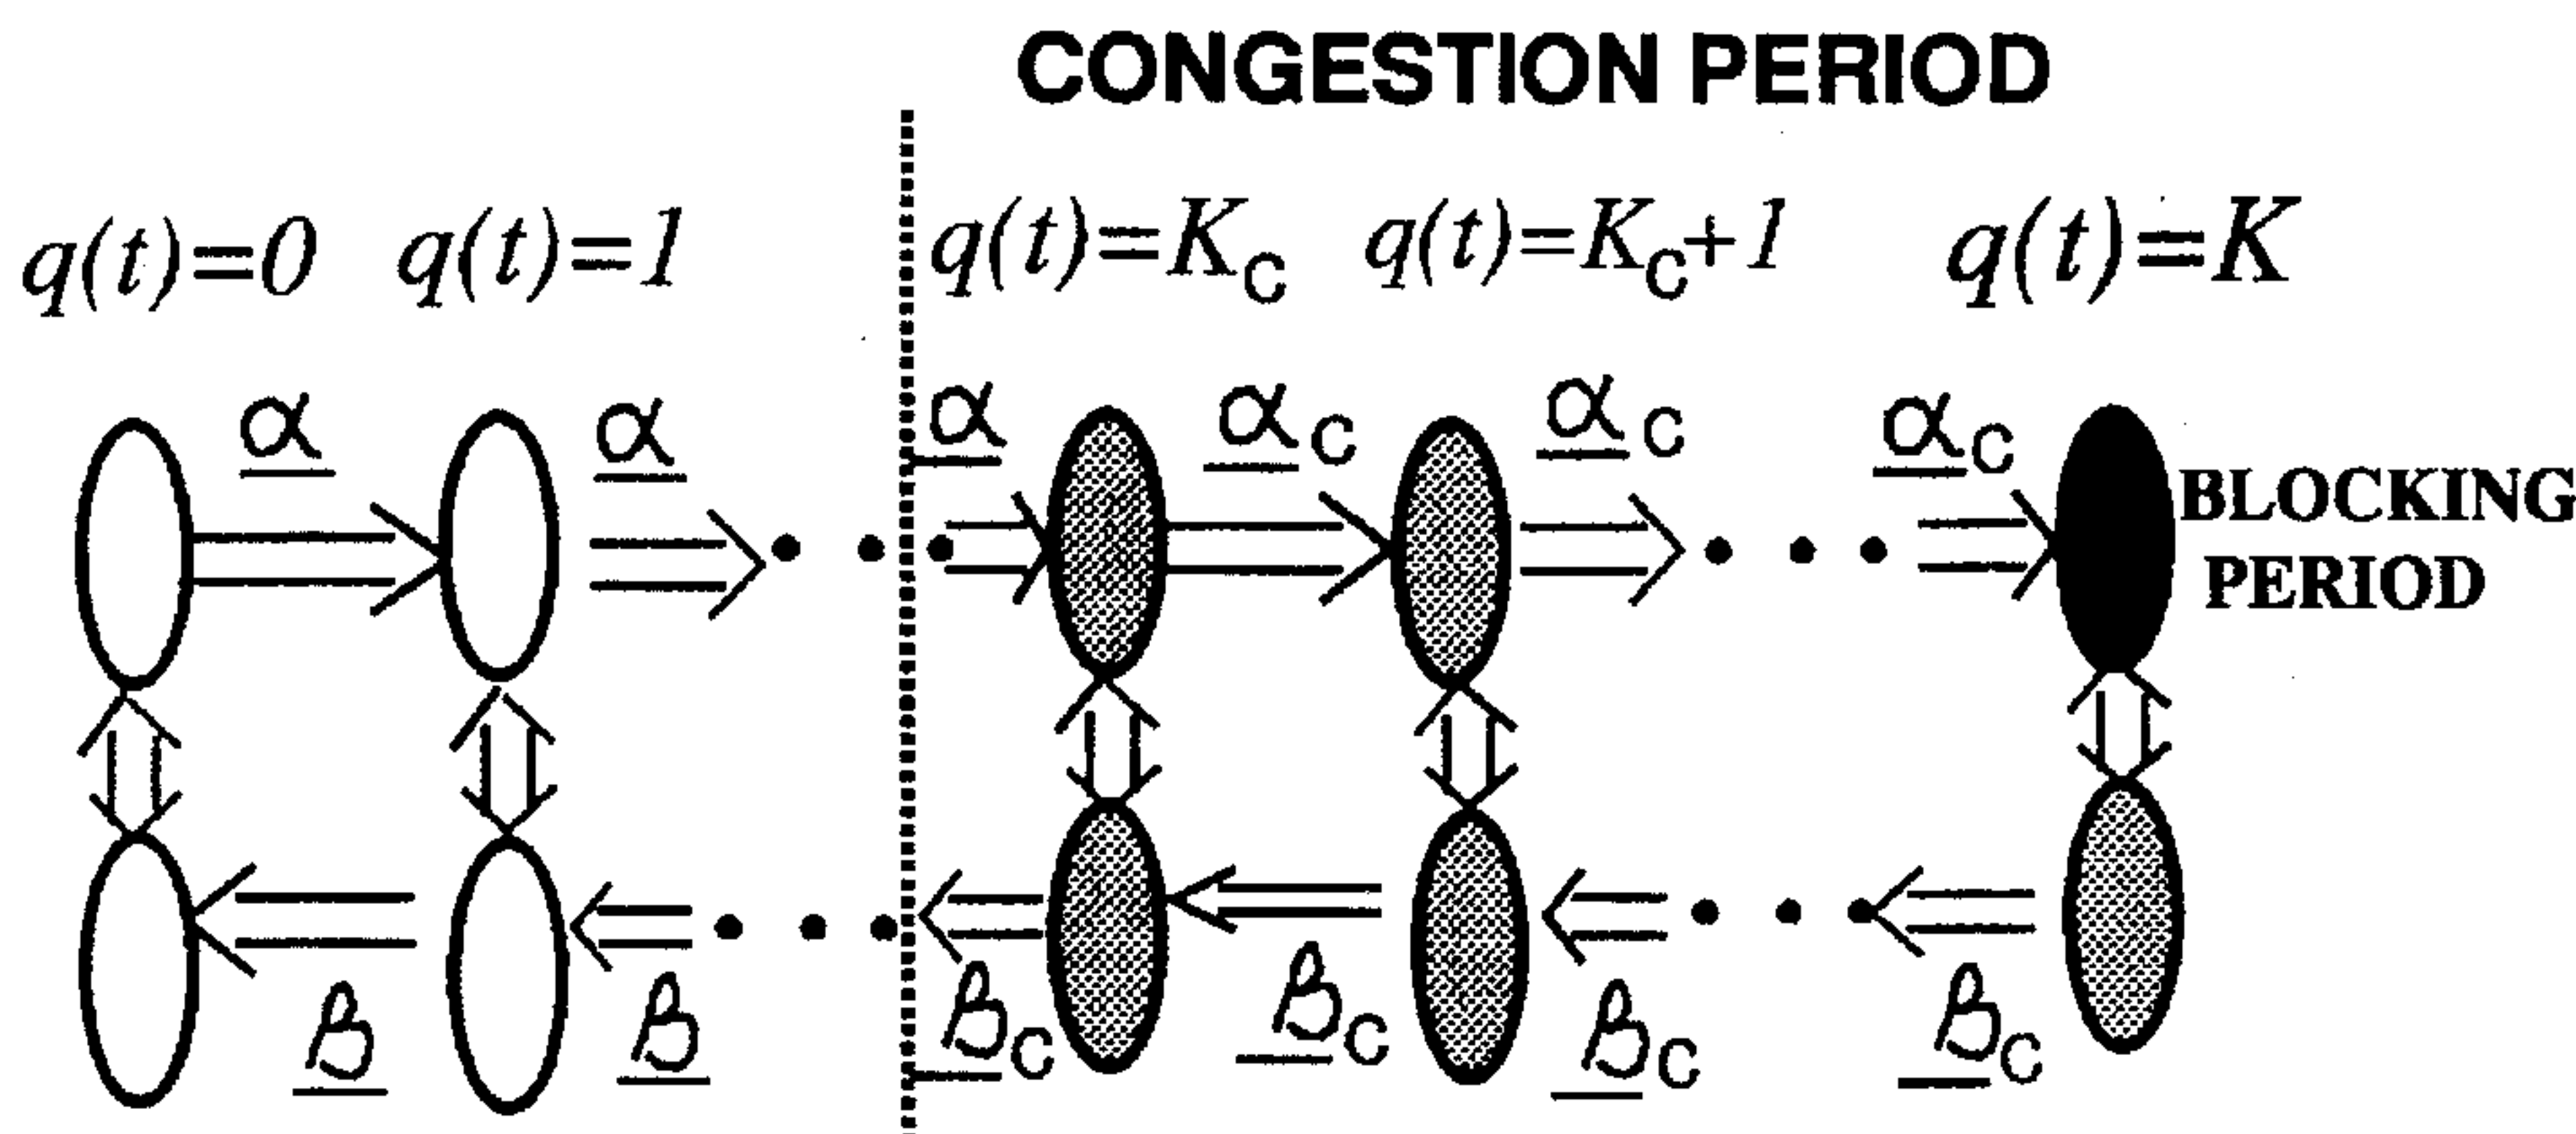 CONGESTION PERIOD
q(t)=0 q(t)=1 q(t)=K_C q(t)=K_C+1 q(t)=K
α α α α_C α_C α_C
BLOCKING
PERIOD
β β β_C β_C β_C β_C